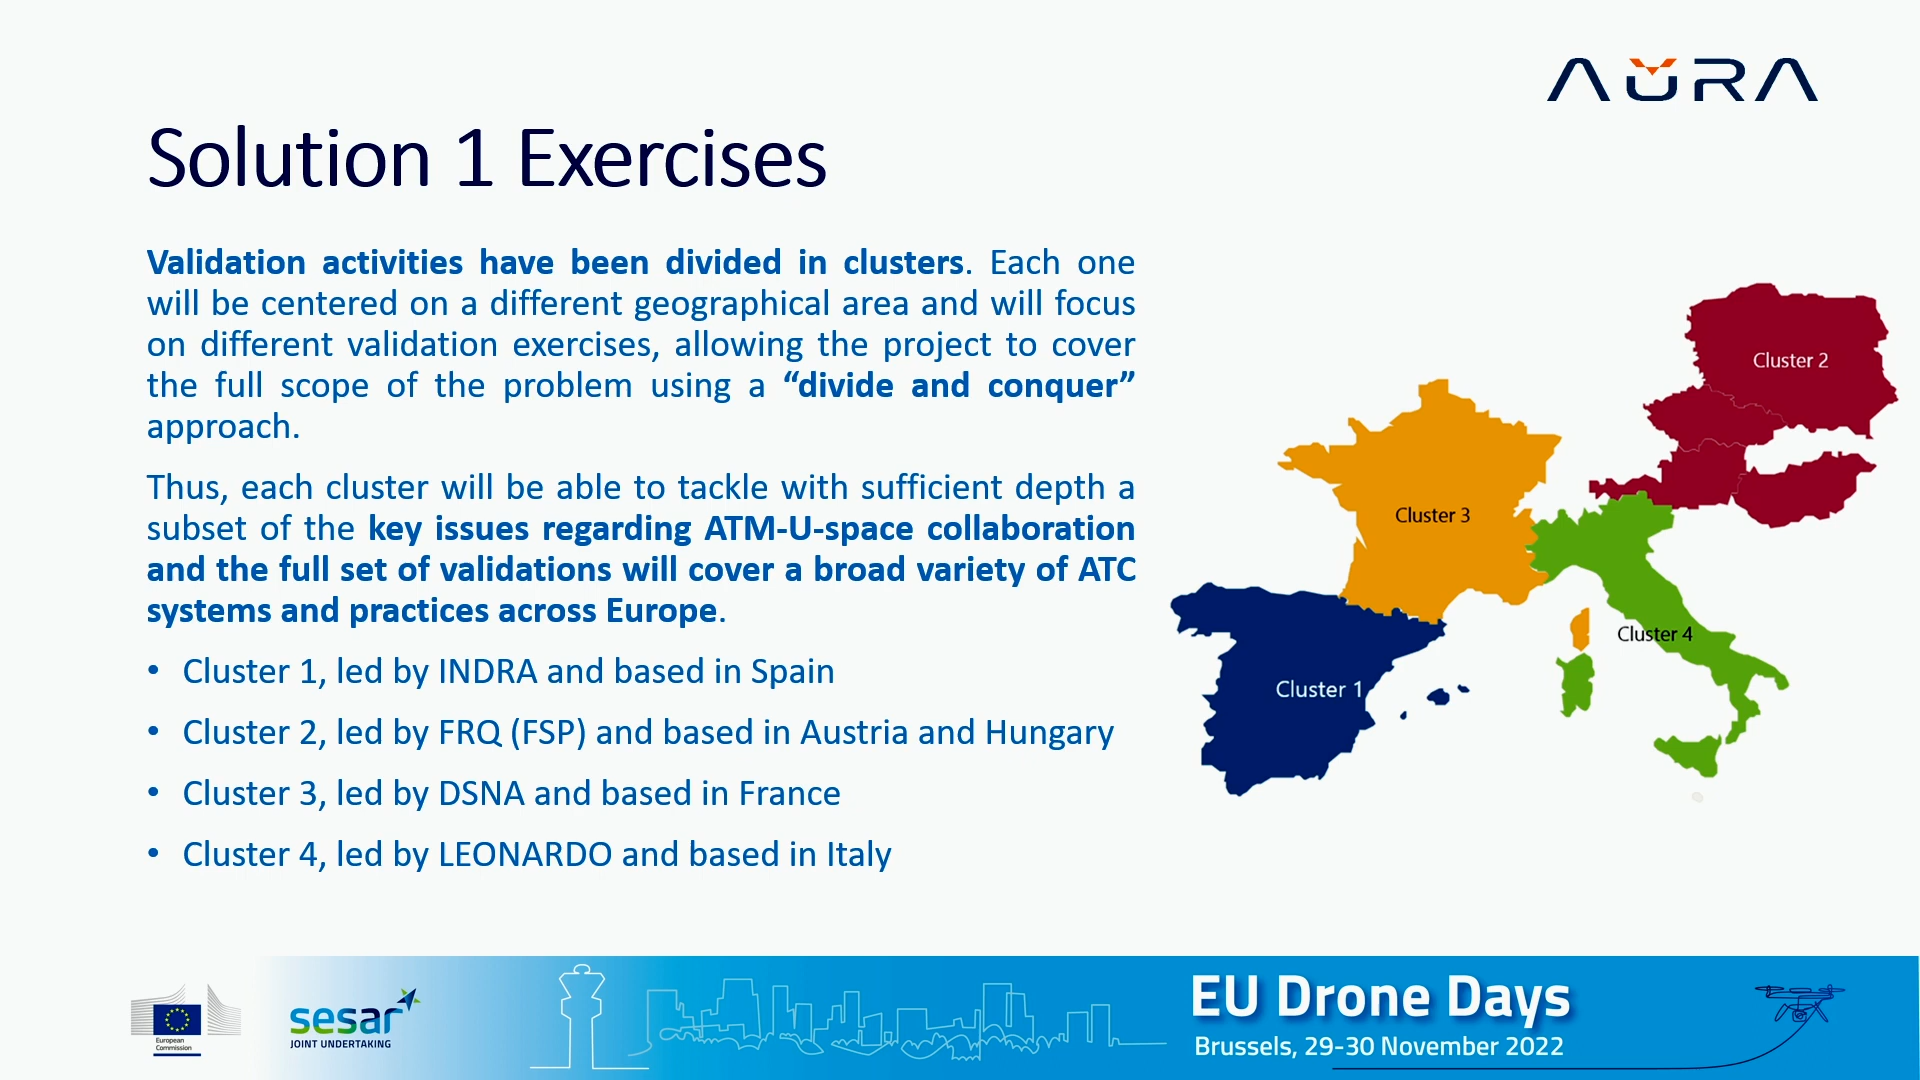 AURA
Solution 1 Exercises
Validation activities have been divided in clusters. Each one
will be centered on a different geographical area and will focus
on different validation exercises, allowing the project to cover
the full scope of the problem using a “divide and conquer”
approach.
Thus, each cluster will be able to tackle with sufficient depth a
subset of the key issues regarding ATM-U-space collaboration
and the full set of validations will cover a broad variety of ATC
systems and practices across Europe.
• Cluster 1, led by INDRA and based in Spain
• Cluster 2, led by FRQ (FSP) and based in Austria and Hungary
• Cluster 3, led by DSNA and based in France
• Cluster 4, led by LEONARDO and based in Italy
Cluster 2
Cluster 3
Cluster 4
Cluster 1
European
Commission
sesar
JOINT UNDERTAKING
EU Drone Days
Brussels, 29-30 November 2022